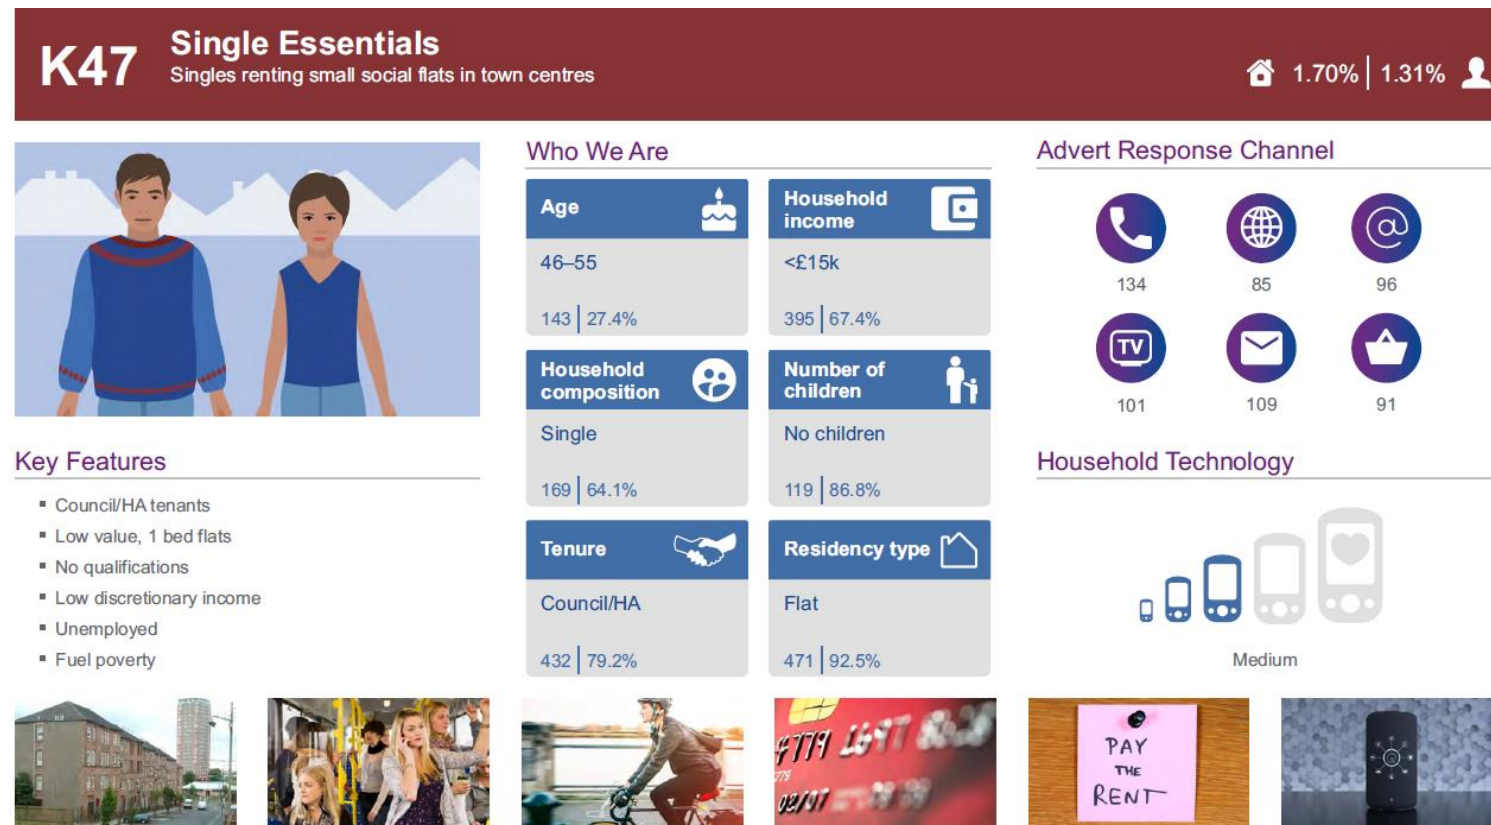 K47
Single Essentials
Singles renting small social flats in town centres
1.70% | 1.31%
Who We Are
Age
46–55
143 | 27.4%
Household
income
<£15k
395 | 67.4%
Household
composition
Single
169 | 64.1%
Number of
children
No children
119 | 86.8%
Tenure
Council/HA
432 | 79.2%
Residency type
Flat
471 | 92.5%
Advert Response Channel
134
85
@
96
TV
101
109
91
Key Features
▪ Council/HA tenants
▪ Low value, 1 bed flats
▪ No qualifications
▪ Low discretionary income
▪ Unemployed
▪ Fuel poverty
Household Technology
Medium
PAY
THE
RENT